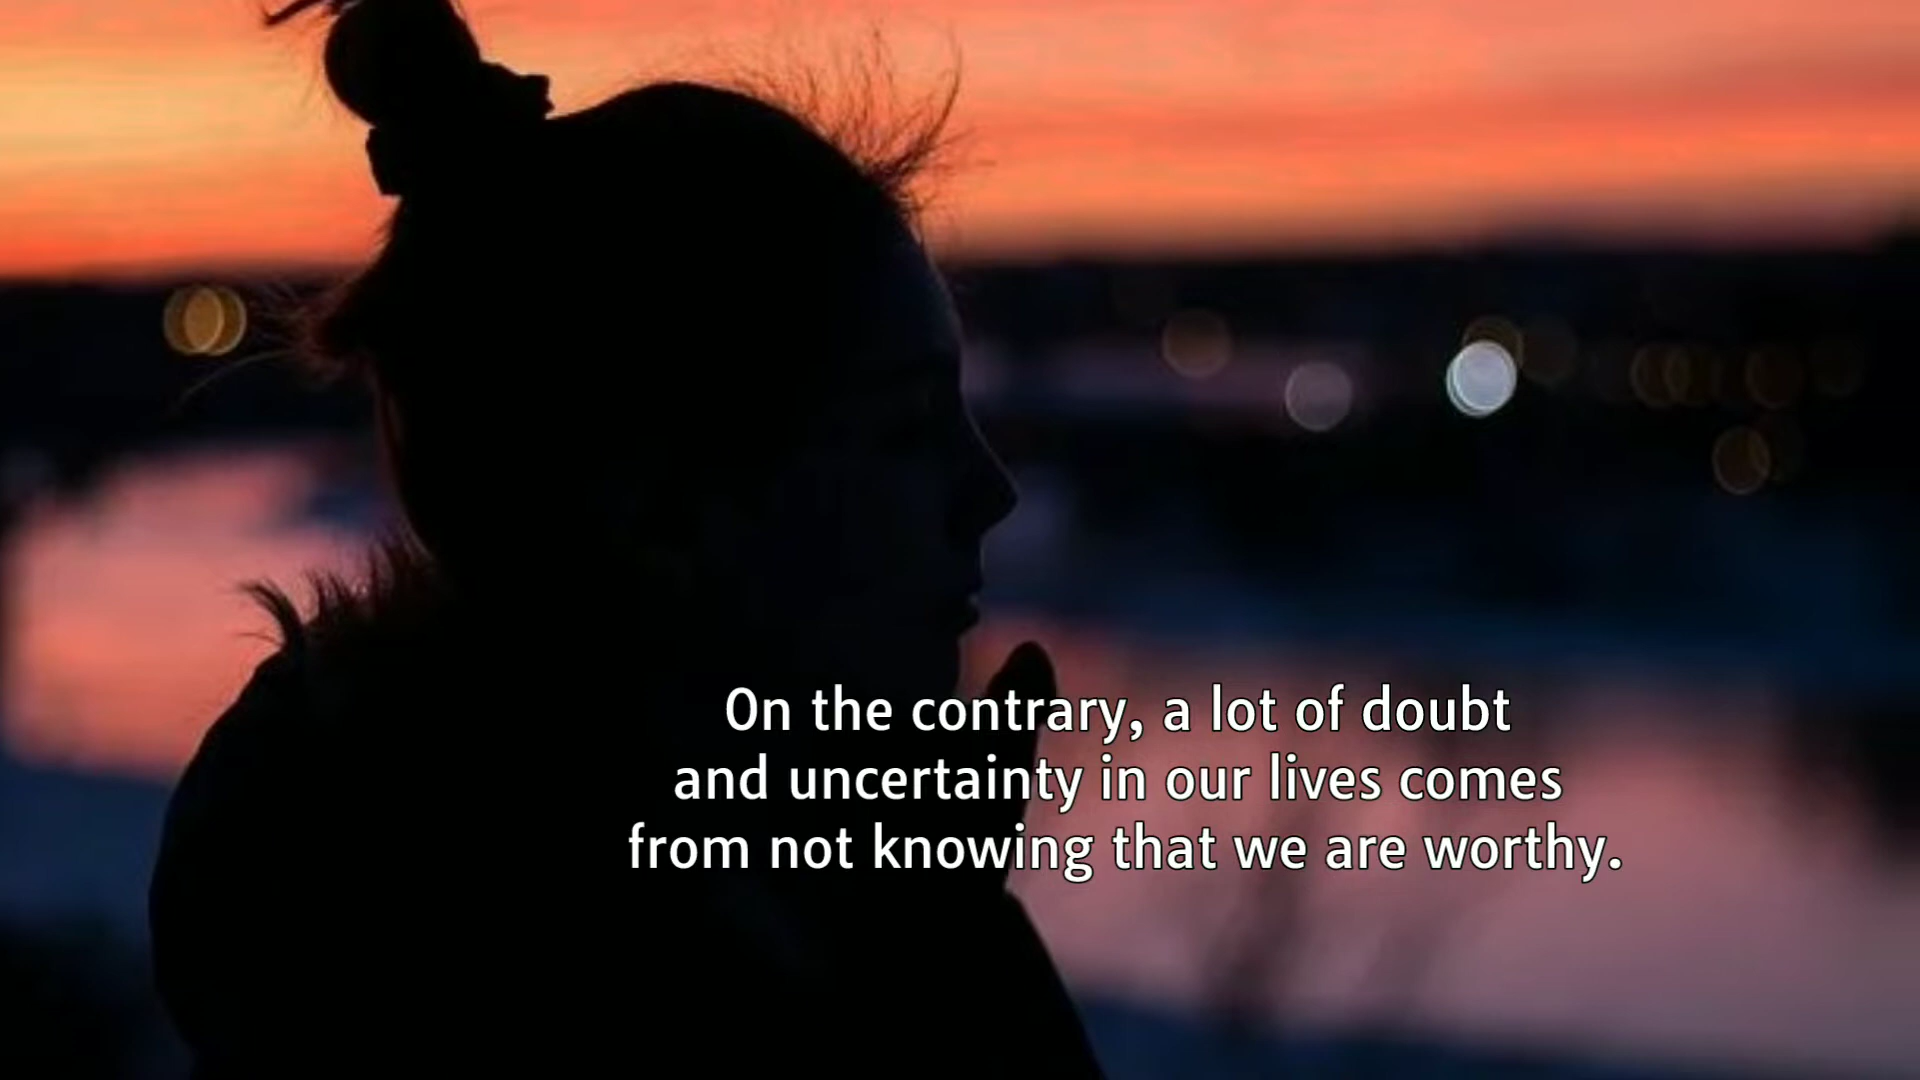 On the contrary, a lot of doubt
and uncertainty in our lives comes
from not knowing that we are worthy.